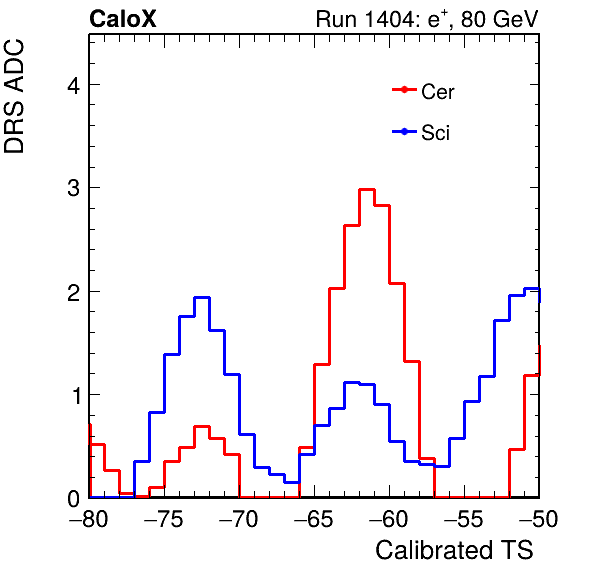 CaloX Run 1404: e⁺, 80 GeV
DRS ADC
4
3
2
1
0
Cer
Sci
−80 −75 −70 −65 −60 −55 −50
Calibrated TS